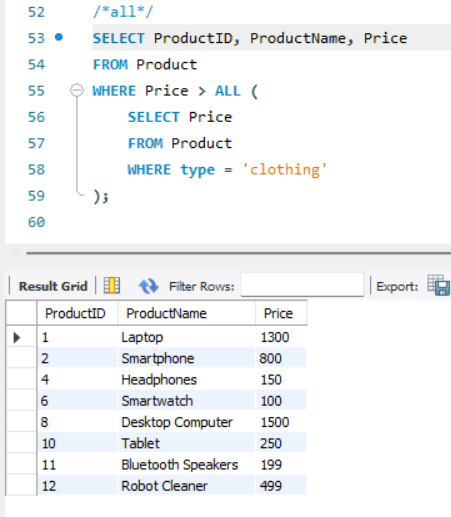 52 /*all*/
53 SELECT ProductID, ProductName, Price
54 FROM Product
55 WHERE Price > ALL (
56 SELECT Price
57 FROM Product
58 WHERE type = 'clothing'
59 );
60
Result Grid Filter Rows: Export:
ProductID ProductName Price
1 Laptop 1300
2 Smartphone 800
4 Headphones 150
6 Smartwatch 100
8 Desktop Computer 1500
10 Tablet 250
11 Bluetooth Speakers 199
12 Robot Cleaner 499